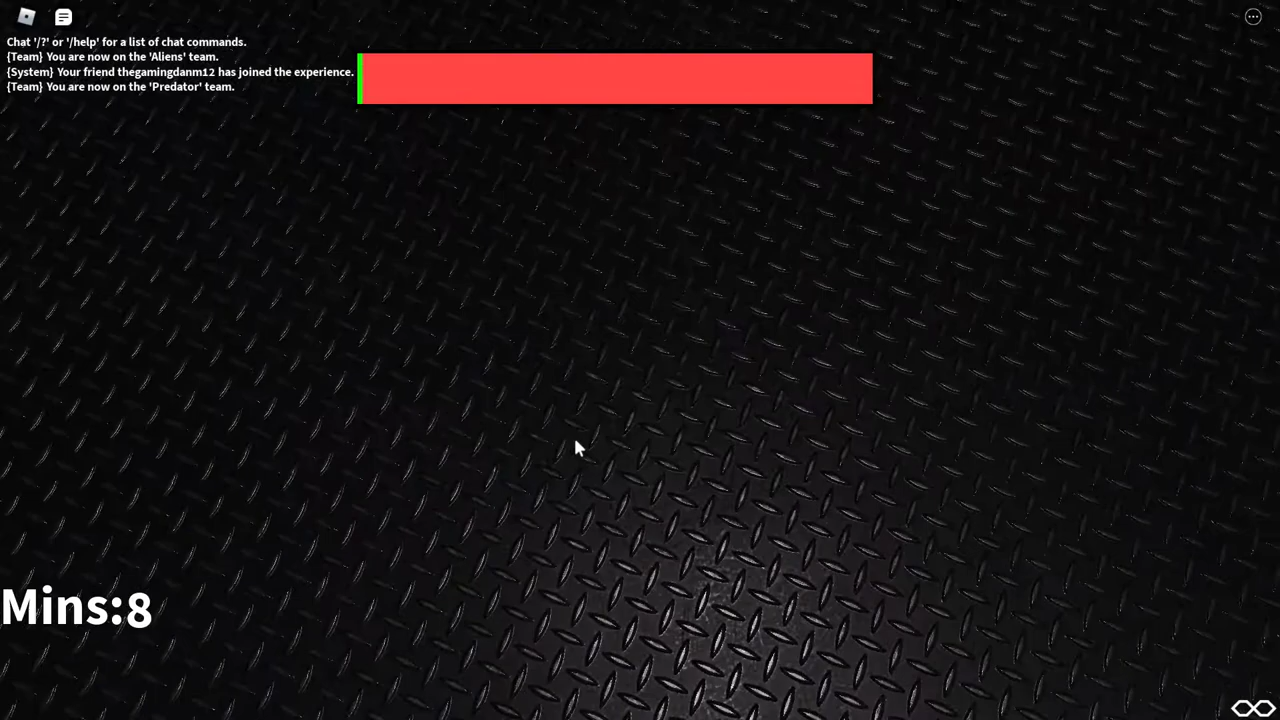 Chat '/?' or '/help' for a list of chat commands.
{Team} You are now on the 'Aliens' team.
{System} Your friend thegamingdanm12 has joined the experience.
{Team} You are now on the 'Predator' team.
Mins:8